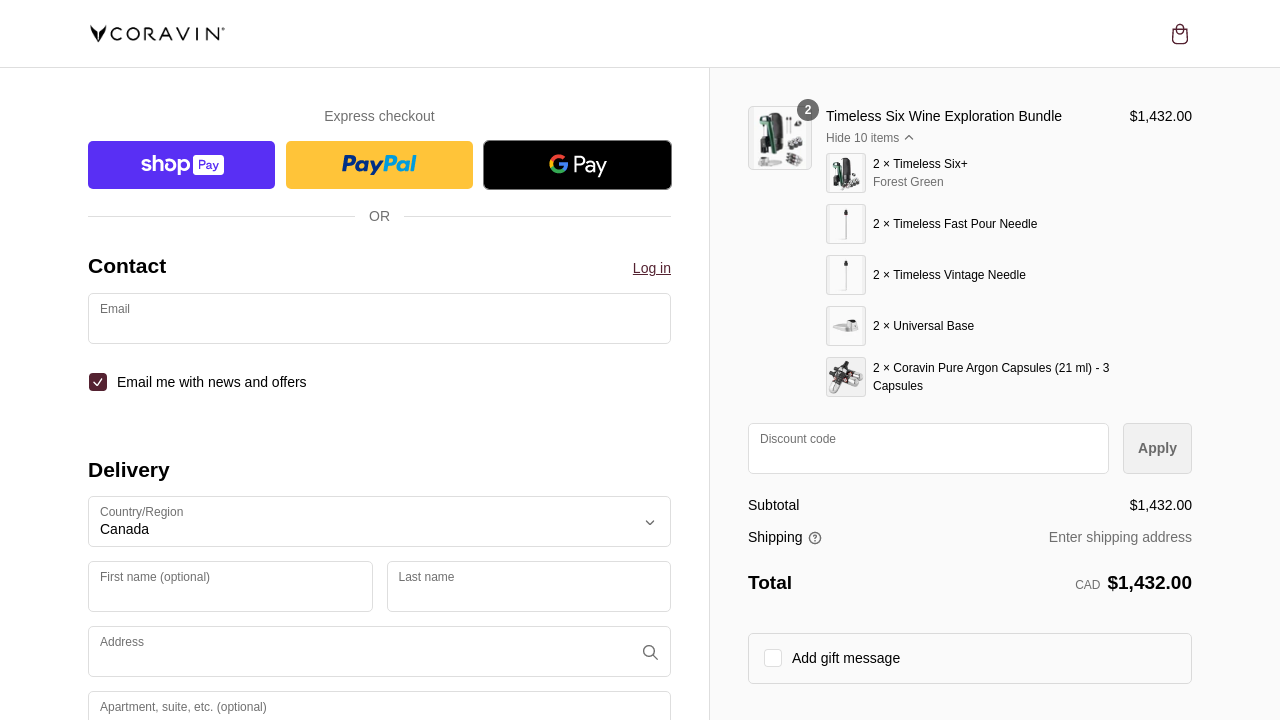 CORAVIN
Express checkout
shop Pay
PayPal
G Pay
OR
Contact
Log in
Email
Email me with news and offers
Delivery
Country/Region
Canada
First name (optional)
Last name
Address
Apartment, suite, etc. (optional)
2
Timeless Six Wine Exploration Bundle
$1,432.00
Hide 10 items
2 × Timeless Six+
Forest Green
2 × Timeless Fast Pour Needle
2 × Timeless Vintage Needle
2 × Universal Base
2 × Coravin Pure Argon Capsules (21 ml) - 3
Capsules
Discount code
Apply
Subtotal
$1,432.00
Shipping
Enter shipping address
Total
CAD $1,432.00
Add gift message